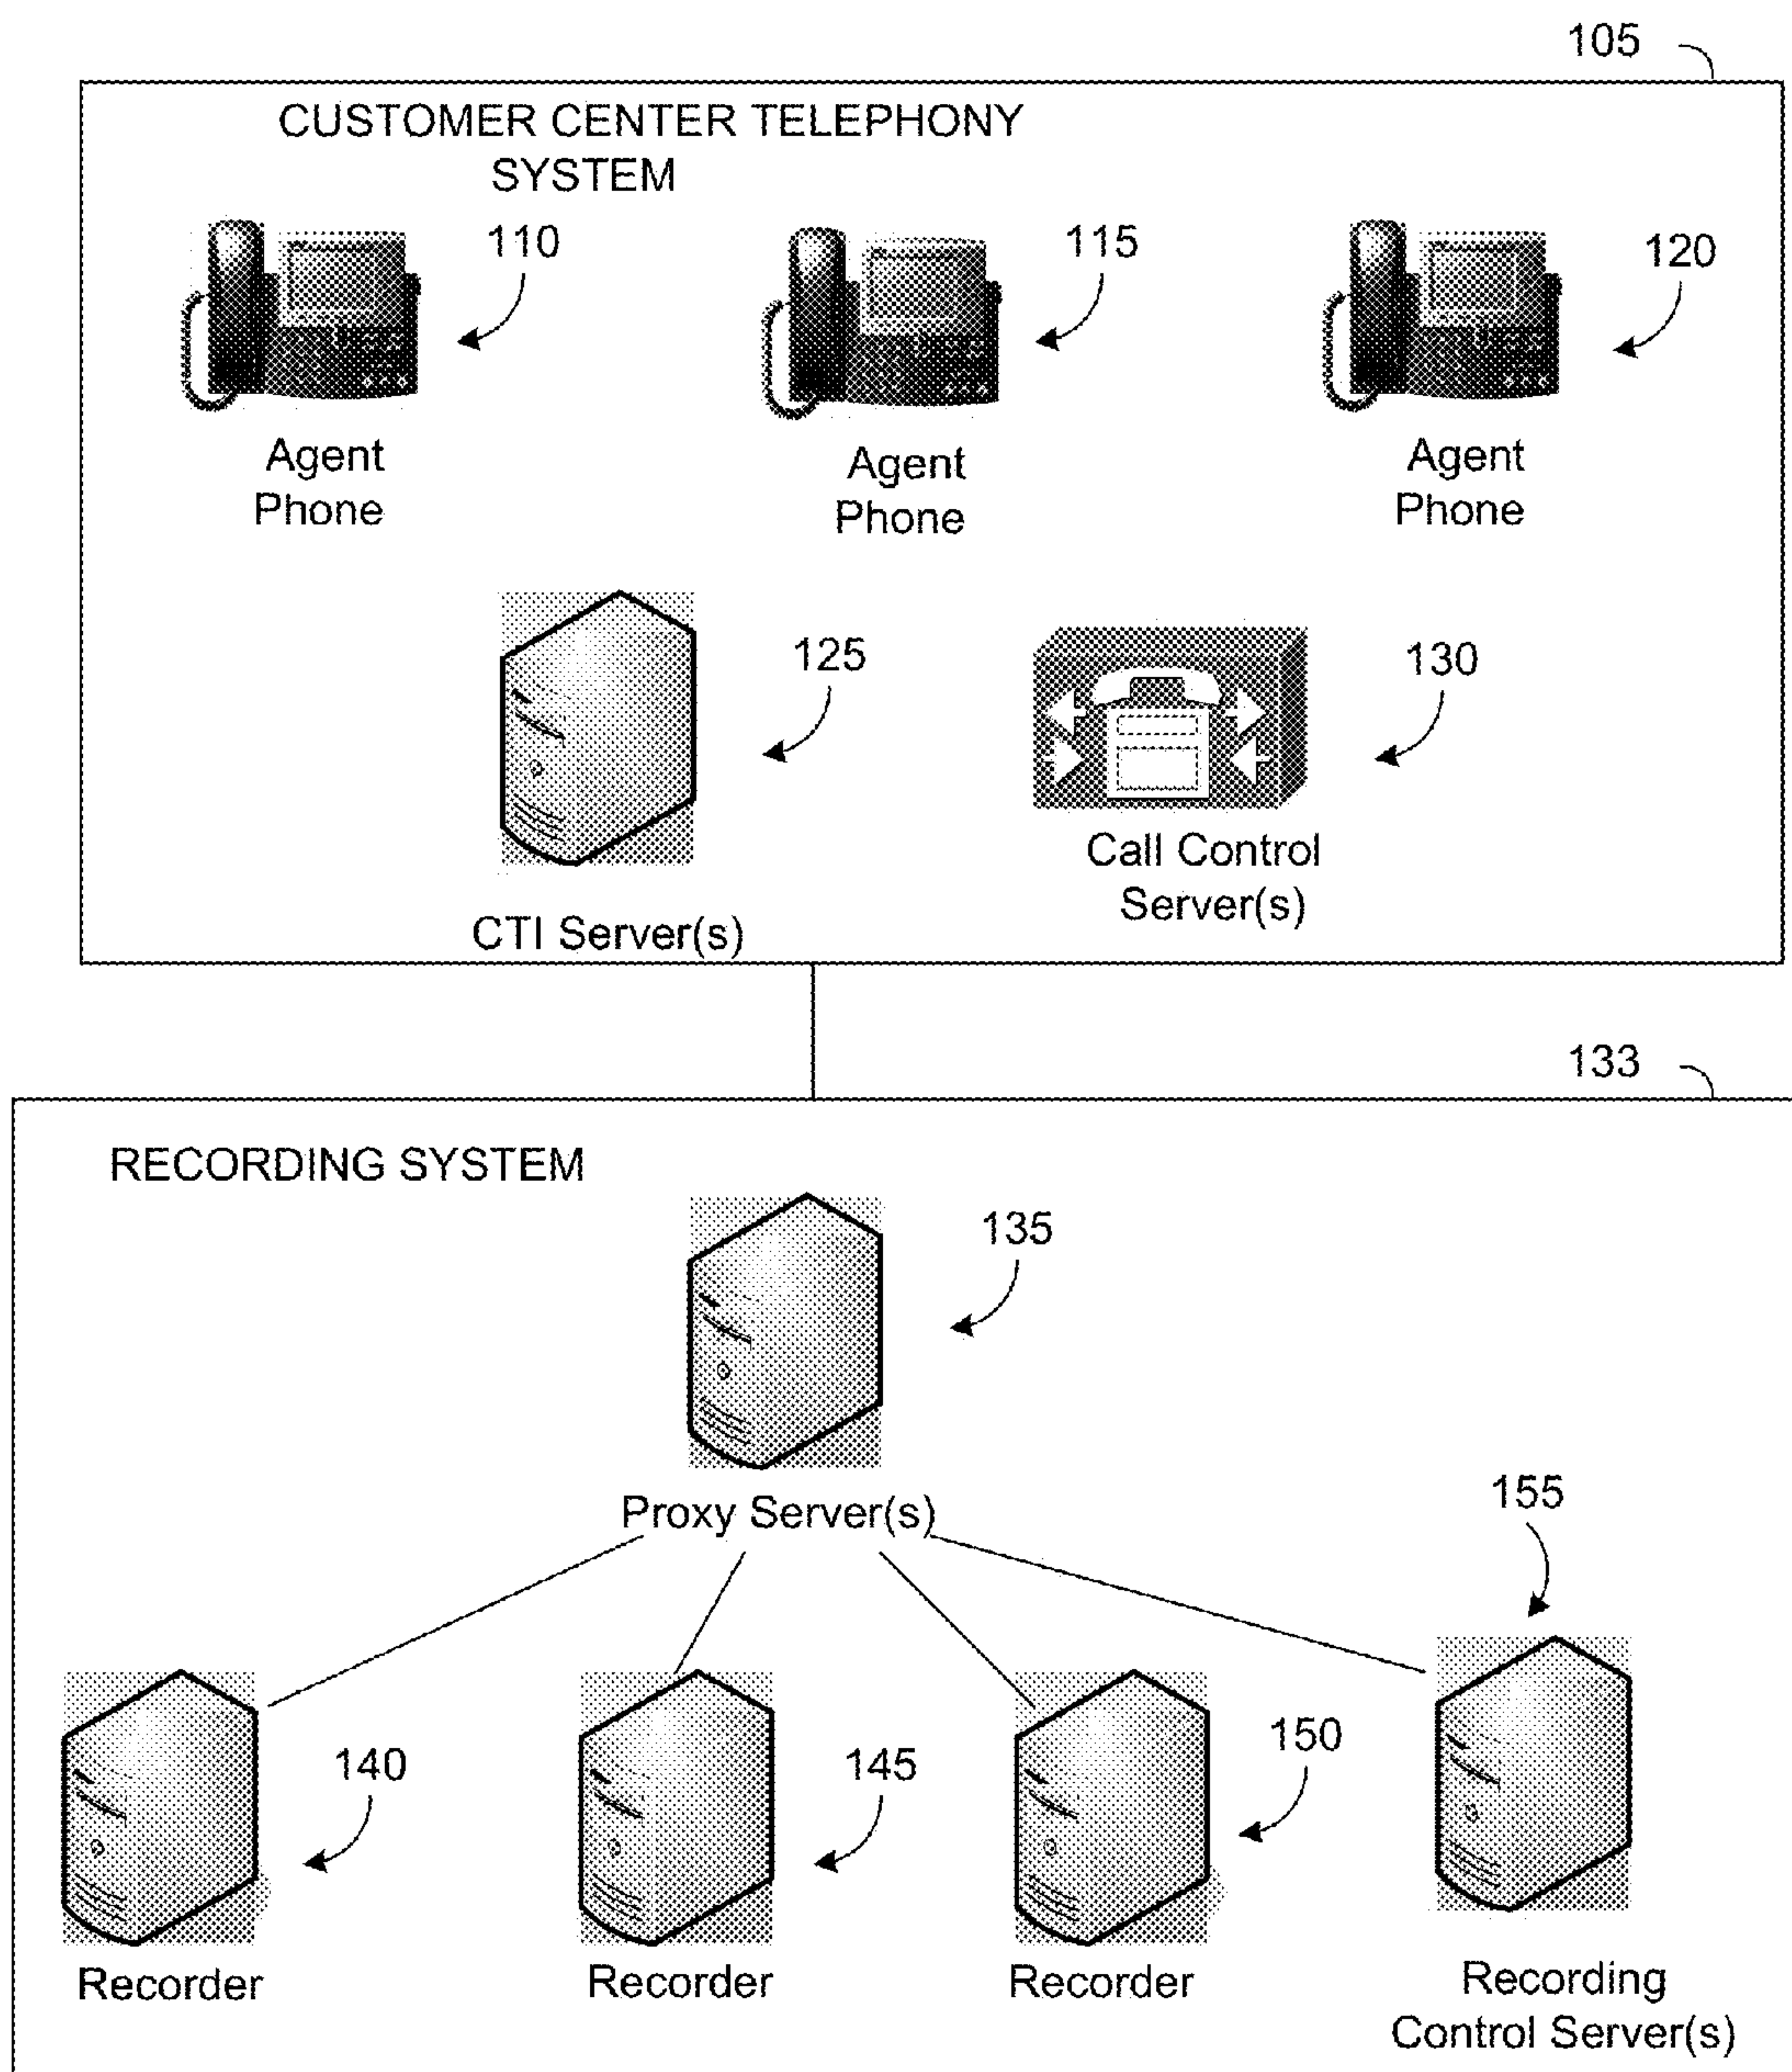 105
CUSTOMER CENTER TELEPHONY
SYSTEM
110
115
120
Agent
Phone
Agent
Phone
Agent
Phone
125
130
CTI Server(s)
Call Control
Server(s)
133
RECORDING SYSTEM
135
Proxy Server(s)
155
140
145
150
Recorder
Recorder
Recorder
Recording
Control Server(s)